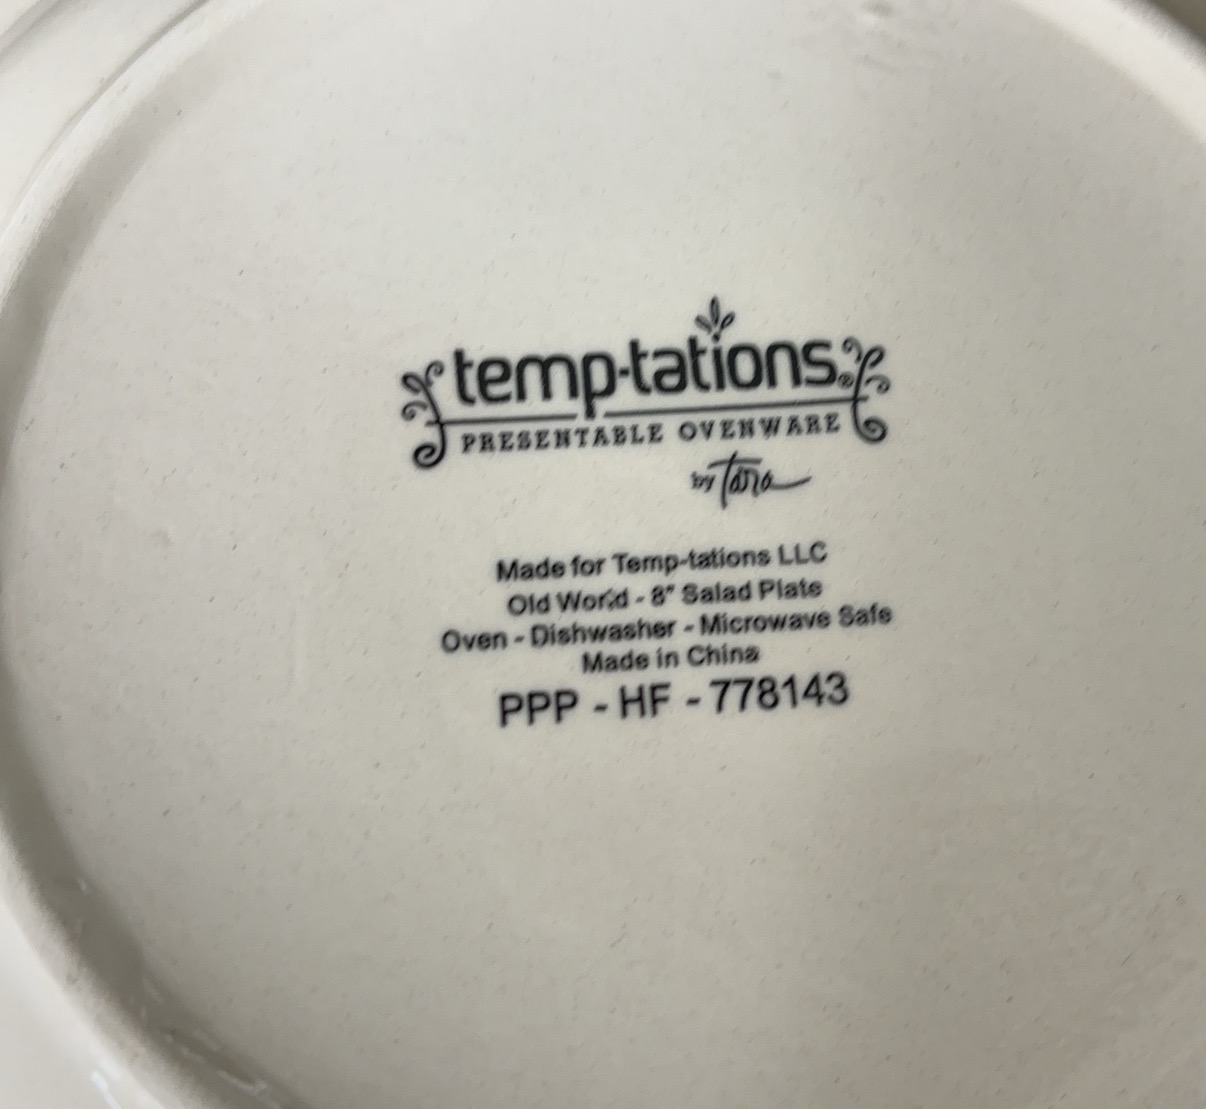 temp-tations®
PRESENTABLE OVENWARE
by Tara
Made for Temp-tations LLC
Old World - 8" Salad Plate
Oven - Dishwasher - Microwave Safe
Made in China
PPP - HF - 778143